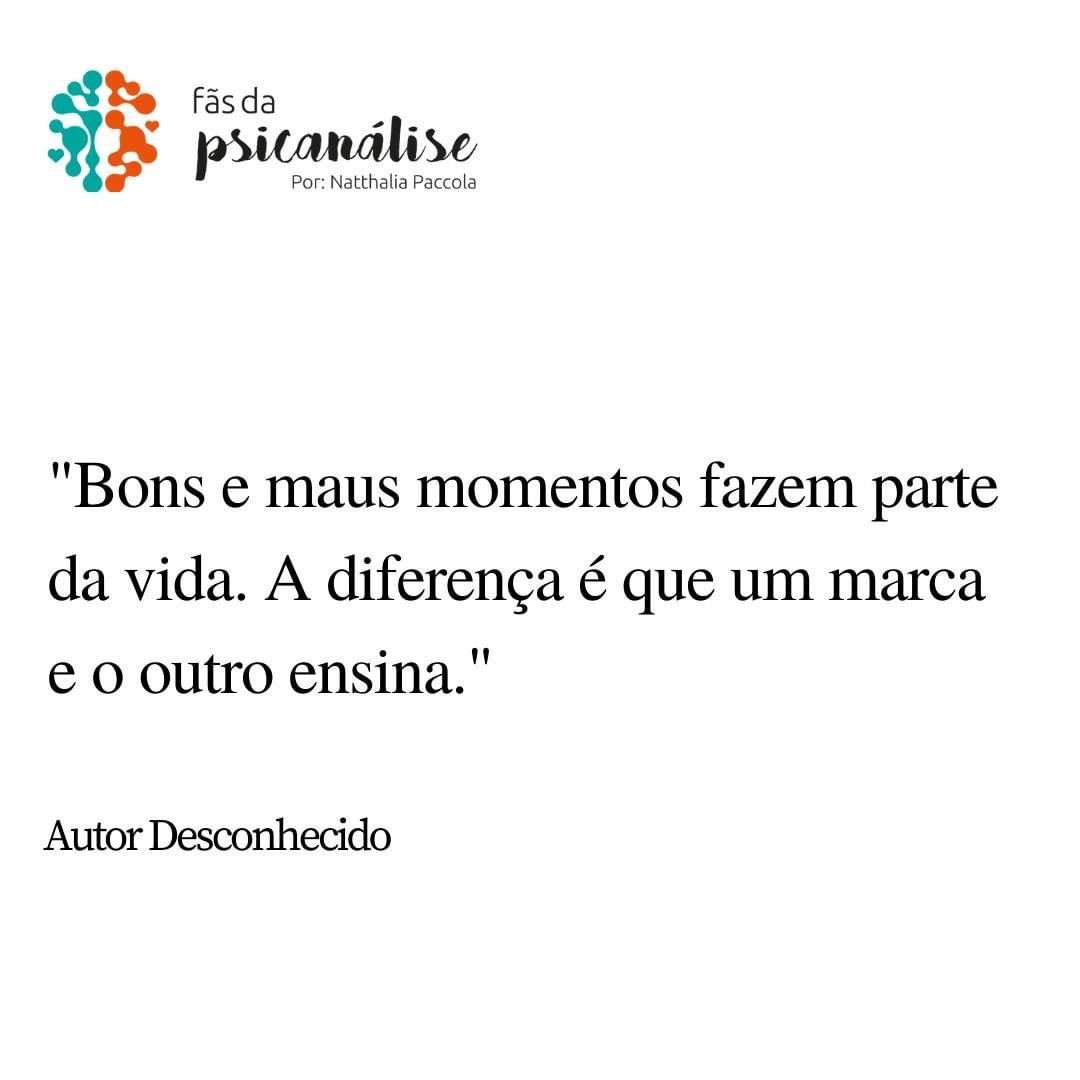 fãs da
psicanálise
Por: Natthalia Paccola
"Bons e maus momentos fazem parte
da vida. A diferença é que um marca
e o outro ensina."
Autor Desconhecido